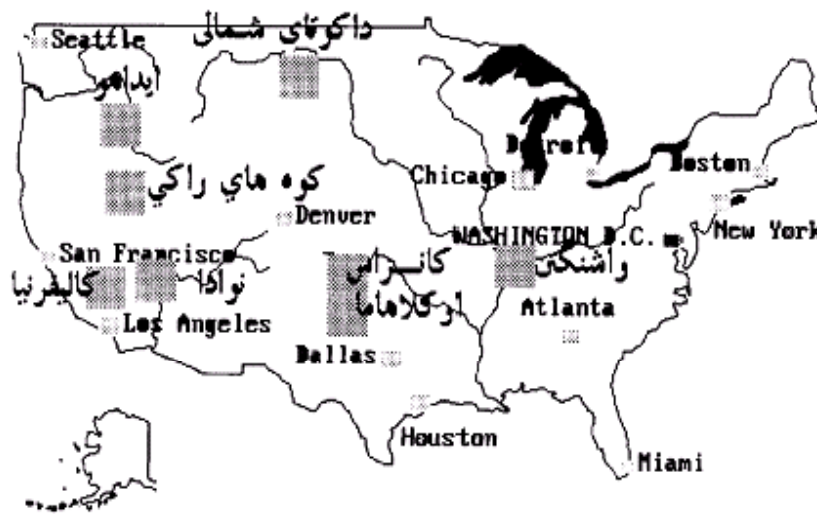 داکوتای شمالی
Seattle
ایداهو
Detroit
Chicago
Boston
کوه های راکي
Denver
New York
WASHINGTON D.C.
San Francisco
کالیفرنیا
نوادا
کانزاس
واشنگتن
اوکلاهاما
Atlanta
Los Angeles
Dallas
Houston
Miami